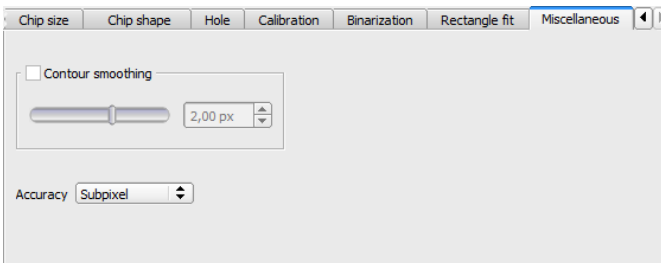 Chip size Chip shape Hole Calibration Binarization Rectangle fit Miscellaneous
Contour smoothing
2,00 px
Accuracy Subpixel